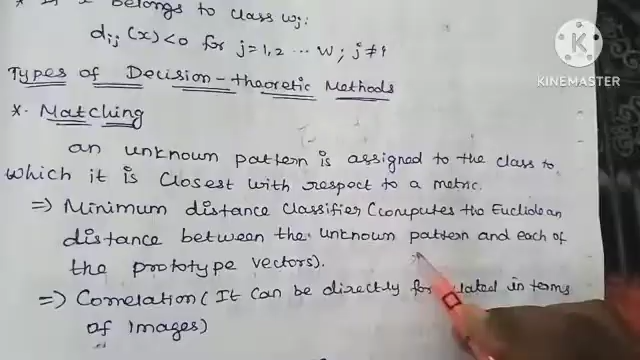 belongs to class wj:
dij(x)<0 for j=1,2 ... W; j≠i
Types of Decision-theoretic Methods
*. Matching
an unknown pattern is assigned to the class to
which it is closest with respect to a metric.
⇒ Minimum distance classifier (computes the Euclidean
distance between the unknown pattern and each of
the prototype vectors).
⇒ Correlation (It can be directly in terms
of images)
K
KINEMASTER